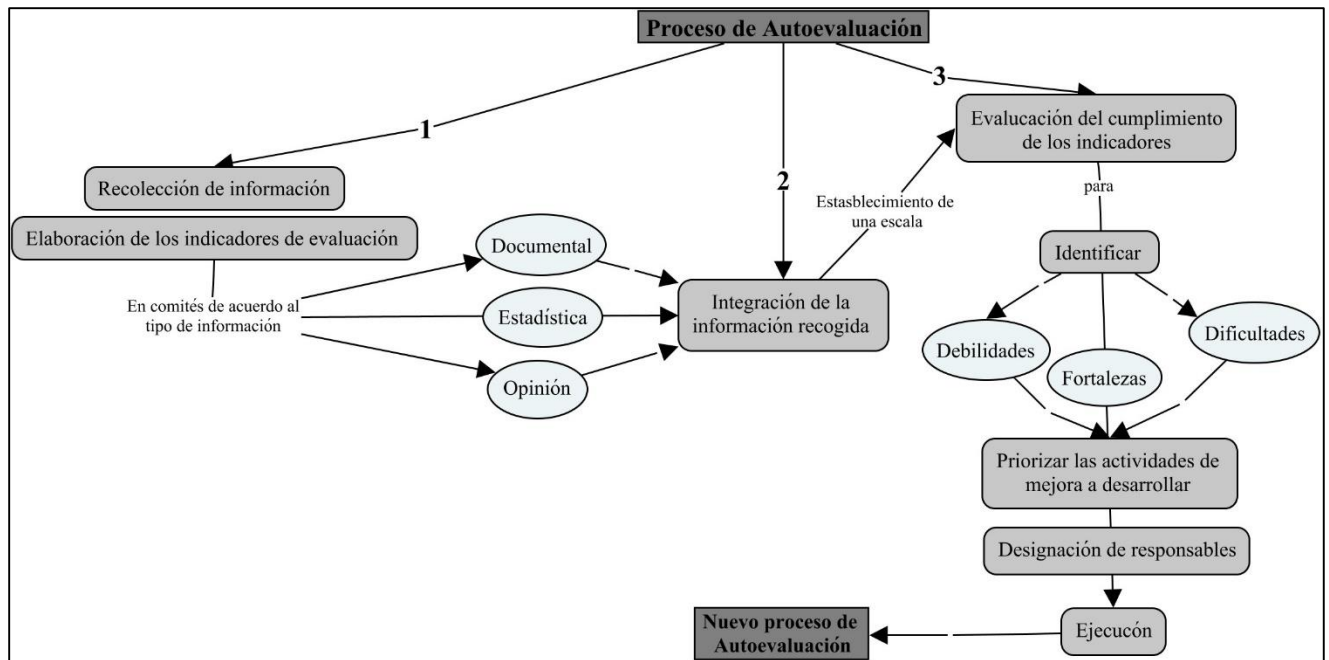 Proceso de Autoevaluación
1
2
3
Recolección de información
Elaboración de los indicadores de evaluación
En comités de acuerdo al
tipo de información
Documental
Estadística
Opinión
Integración de la
información recogida
Estasblecimiento de
una escala
Evalucación del cumplimiento
de los indicadores
para
Identificar
Debilidades
Fortalezas
Dificultades
Priorizar las actividades de
mejora a desarrollar
Designación de responsables
Ejecucón
Nuevo proceso de
Autoevaluación